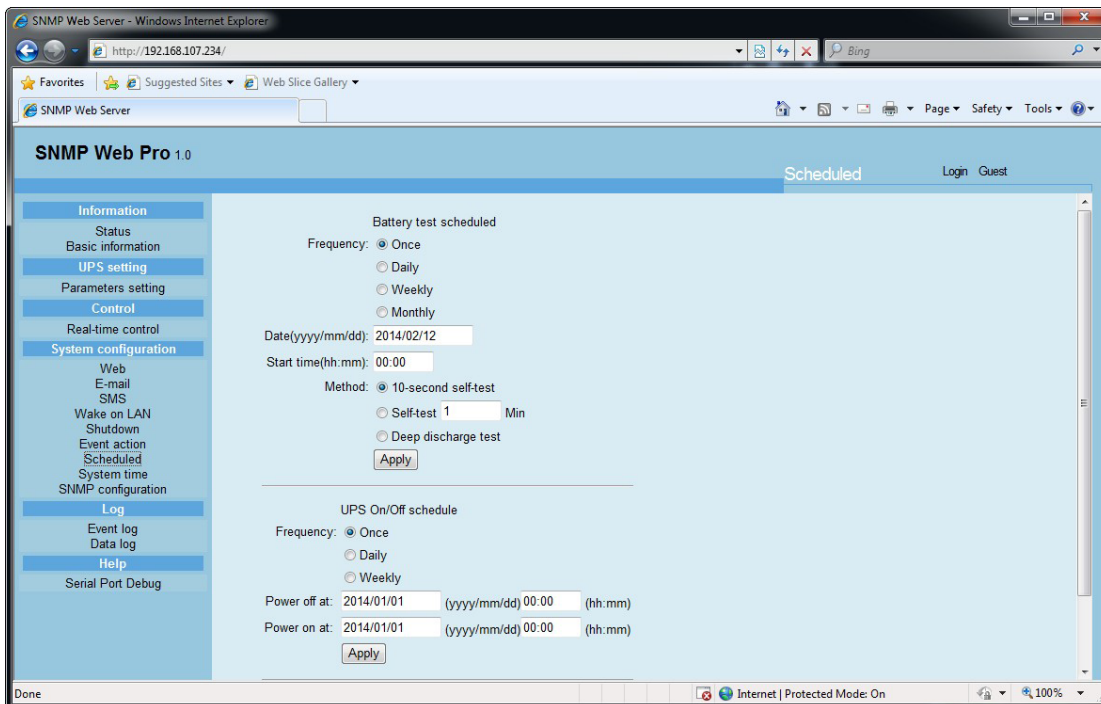 SNMP Web Server - Windows Internet Explorer
http://192.168.107.234/
Bing
Favorites
Suggested Sites
Web Slice Gallery
SNMP Web Server
Page Safety Tools
SNMP Web Pro 1.0
Scheduled
Login Guest
Information
Status
Basic information
UPS setting
Parameters setting
Control
Real-time control
System configuration
Web
E-mail
SMS
Wake on LAN
Shutdown
Event action
Scheduled
System time
SNMP configuration
Log
Event log
Data log
Help
Serial Port Debug
Battery test scheduled
Frequency: Once
Daily
Weekly
Monthly
Date(yyyy/mm/dd): 2014/02/12
Start time(hh:mm): 00:00
Method: 10-second self-test
Self-test 1 Min
Deep discharge test
Apply
UPS On/Off schedule
Frequency: Once
Daily
Weekly
Power off at: 2014/01/01 (yyyy/mm/dd) 00:00 (hh:mm)
Power on at: 2014/01/01 (yyyy/mm/dd) 00:00 (hh:mm)
Apply
Done
Internet | Protected Mode: On
100%